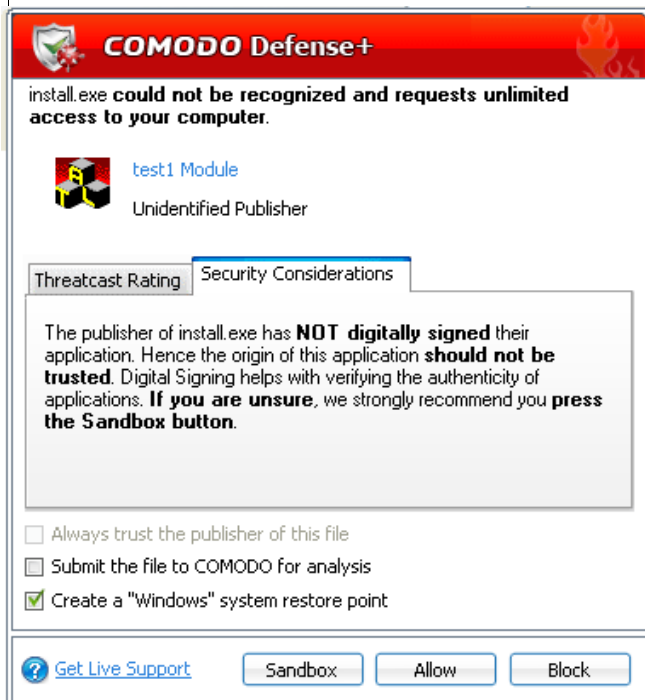 COMODO Defense+
install.exe could not be recognized and requests unlimited
access to your computer.
test1 Module
Unidentified Publisher
Threatcast Rating
Security Considerations
The publisher of install.exe has NOT digitally signed their
application. Hence the origin of this application should not be
trusted. Digital Signing helps with verifying the authenticity of
applications. If you are unsure, we strongly recommend you press
the Sandbox button.
Always trust the publisher of this file
Submit the file to COMODO for analysis
Create a "Windows" system restore point
Get Live Support
Sandbox
Allow
Block